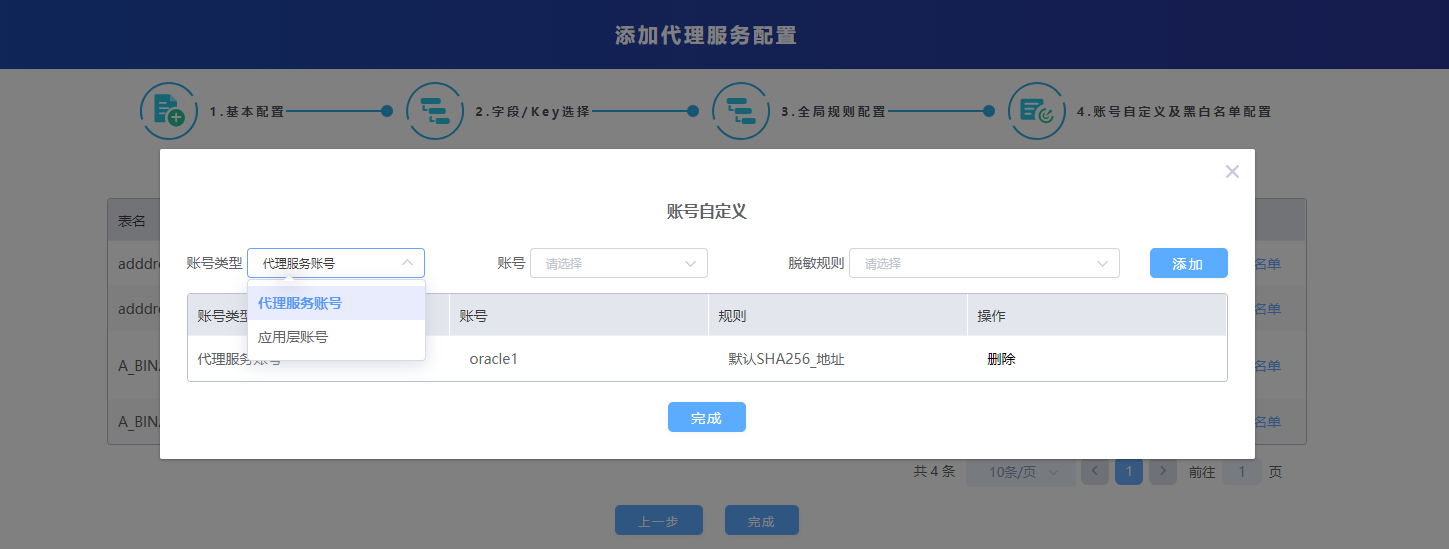 添加代理服务配置
1.基本配置
2.字段/Key选择
3.全局规则配置
4.账号自定义及黑白名单配置
表名
账号自定义
账号类型 代理服务账号 账号 请选择 脱敏规则 请选择 添加
代理服务账号
应用层账号
账号类型 账号 规则 操作
代理服务账号 oracle1 默认SHA256_地址 删除
完成
adddre 名单
adddre 名单
A_BINA 名单
A_BINA 名单
共 4 条 10条/页 1 前往 1 页
上一步 完成